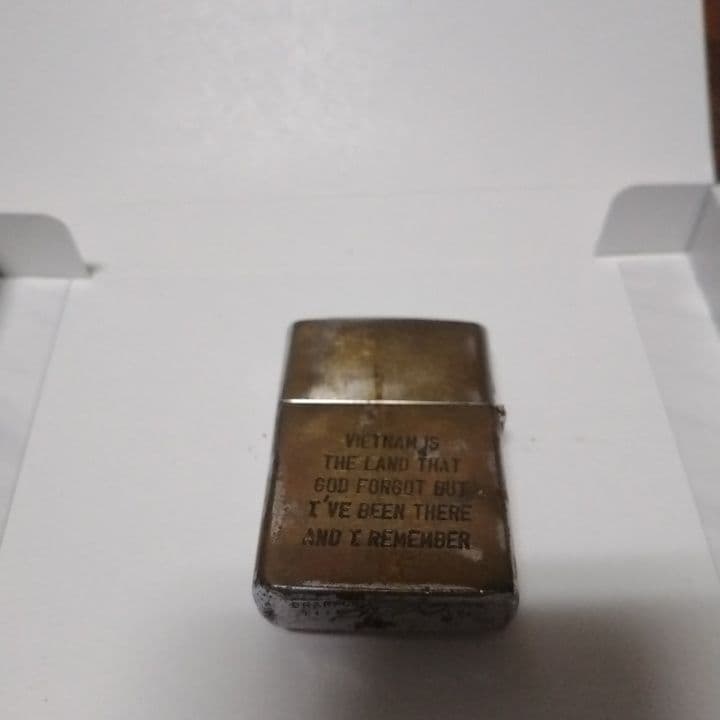 VIETNAM IS
THE LAND THAT
GOD FORGOT BUT
I'VE BEEN THERE
AND I REMEMBER